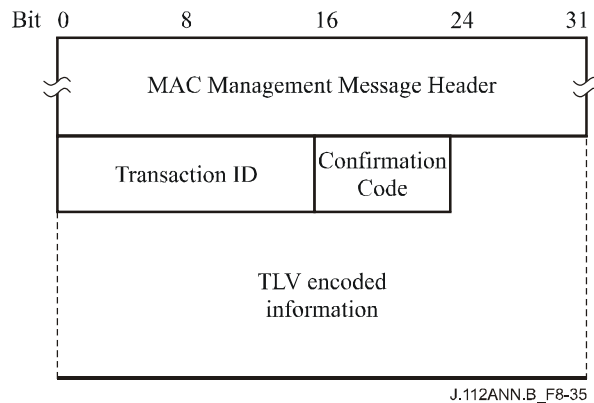 Bit 0 8 16 24 31
MAC Management Message Header
Transaction ID
Confirmation
Code
TLV encoded
information
J.112ANN.B_F8-35